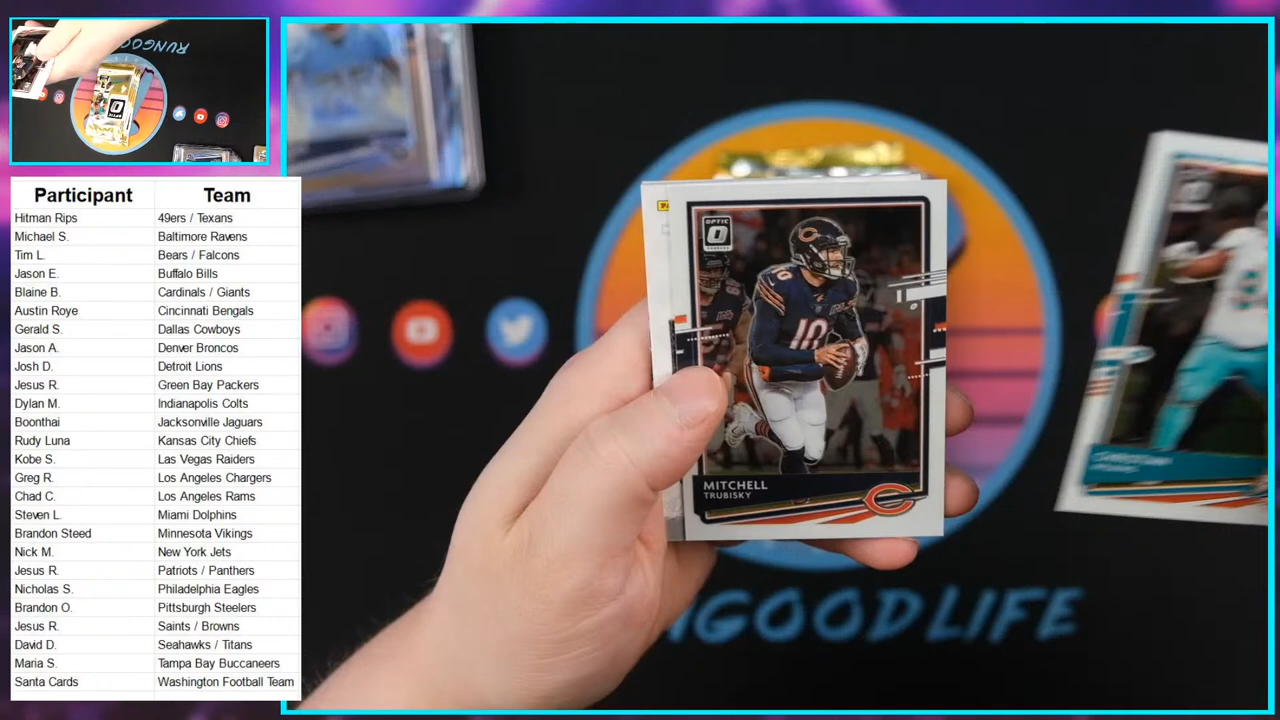 RUNGOODLIFE
Participant Team
Hitman Rips 49ers / Texans
Michael S. Baltimore Ravens
Tim L. Bears / Falcons
Jason E. Buffalo Bills
Blaine B. Cardinals / Giants
Austin Roye Cincinnati Bengals
Gerald S. Dallas Cowboys
Jason A. Denver Broncos
Josh D. Detroit Lions
Jesus R. Green Bay Packers
Dylan M. Indianapolis Colts
Boonthai Jacksonville Jaguars
Rudy Luna Kansas City Chiefs
Kobe S. Las Vegas Raiders
Greg R. Los Angeles Chargers
Chad C. Los Angeles Rams
Steven L. Miami Dolphins
Brandon Steed Minnesota Vikings
Nick M. New York Jets
Jesus R. Patriots / Panthers
Nicholas S. Philadelphia Eagles
Brandon O. Pittsburgh Steelers
Jesus R. Saints / Browns
David D. Seahawks / Titans
Maria S. Tampa Bay Buccaneers
Santa Cards Washington Football Team
OPTIC
10
MITCHELL
TRUBISKY
NGOODLIFE